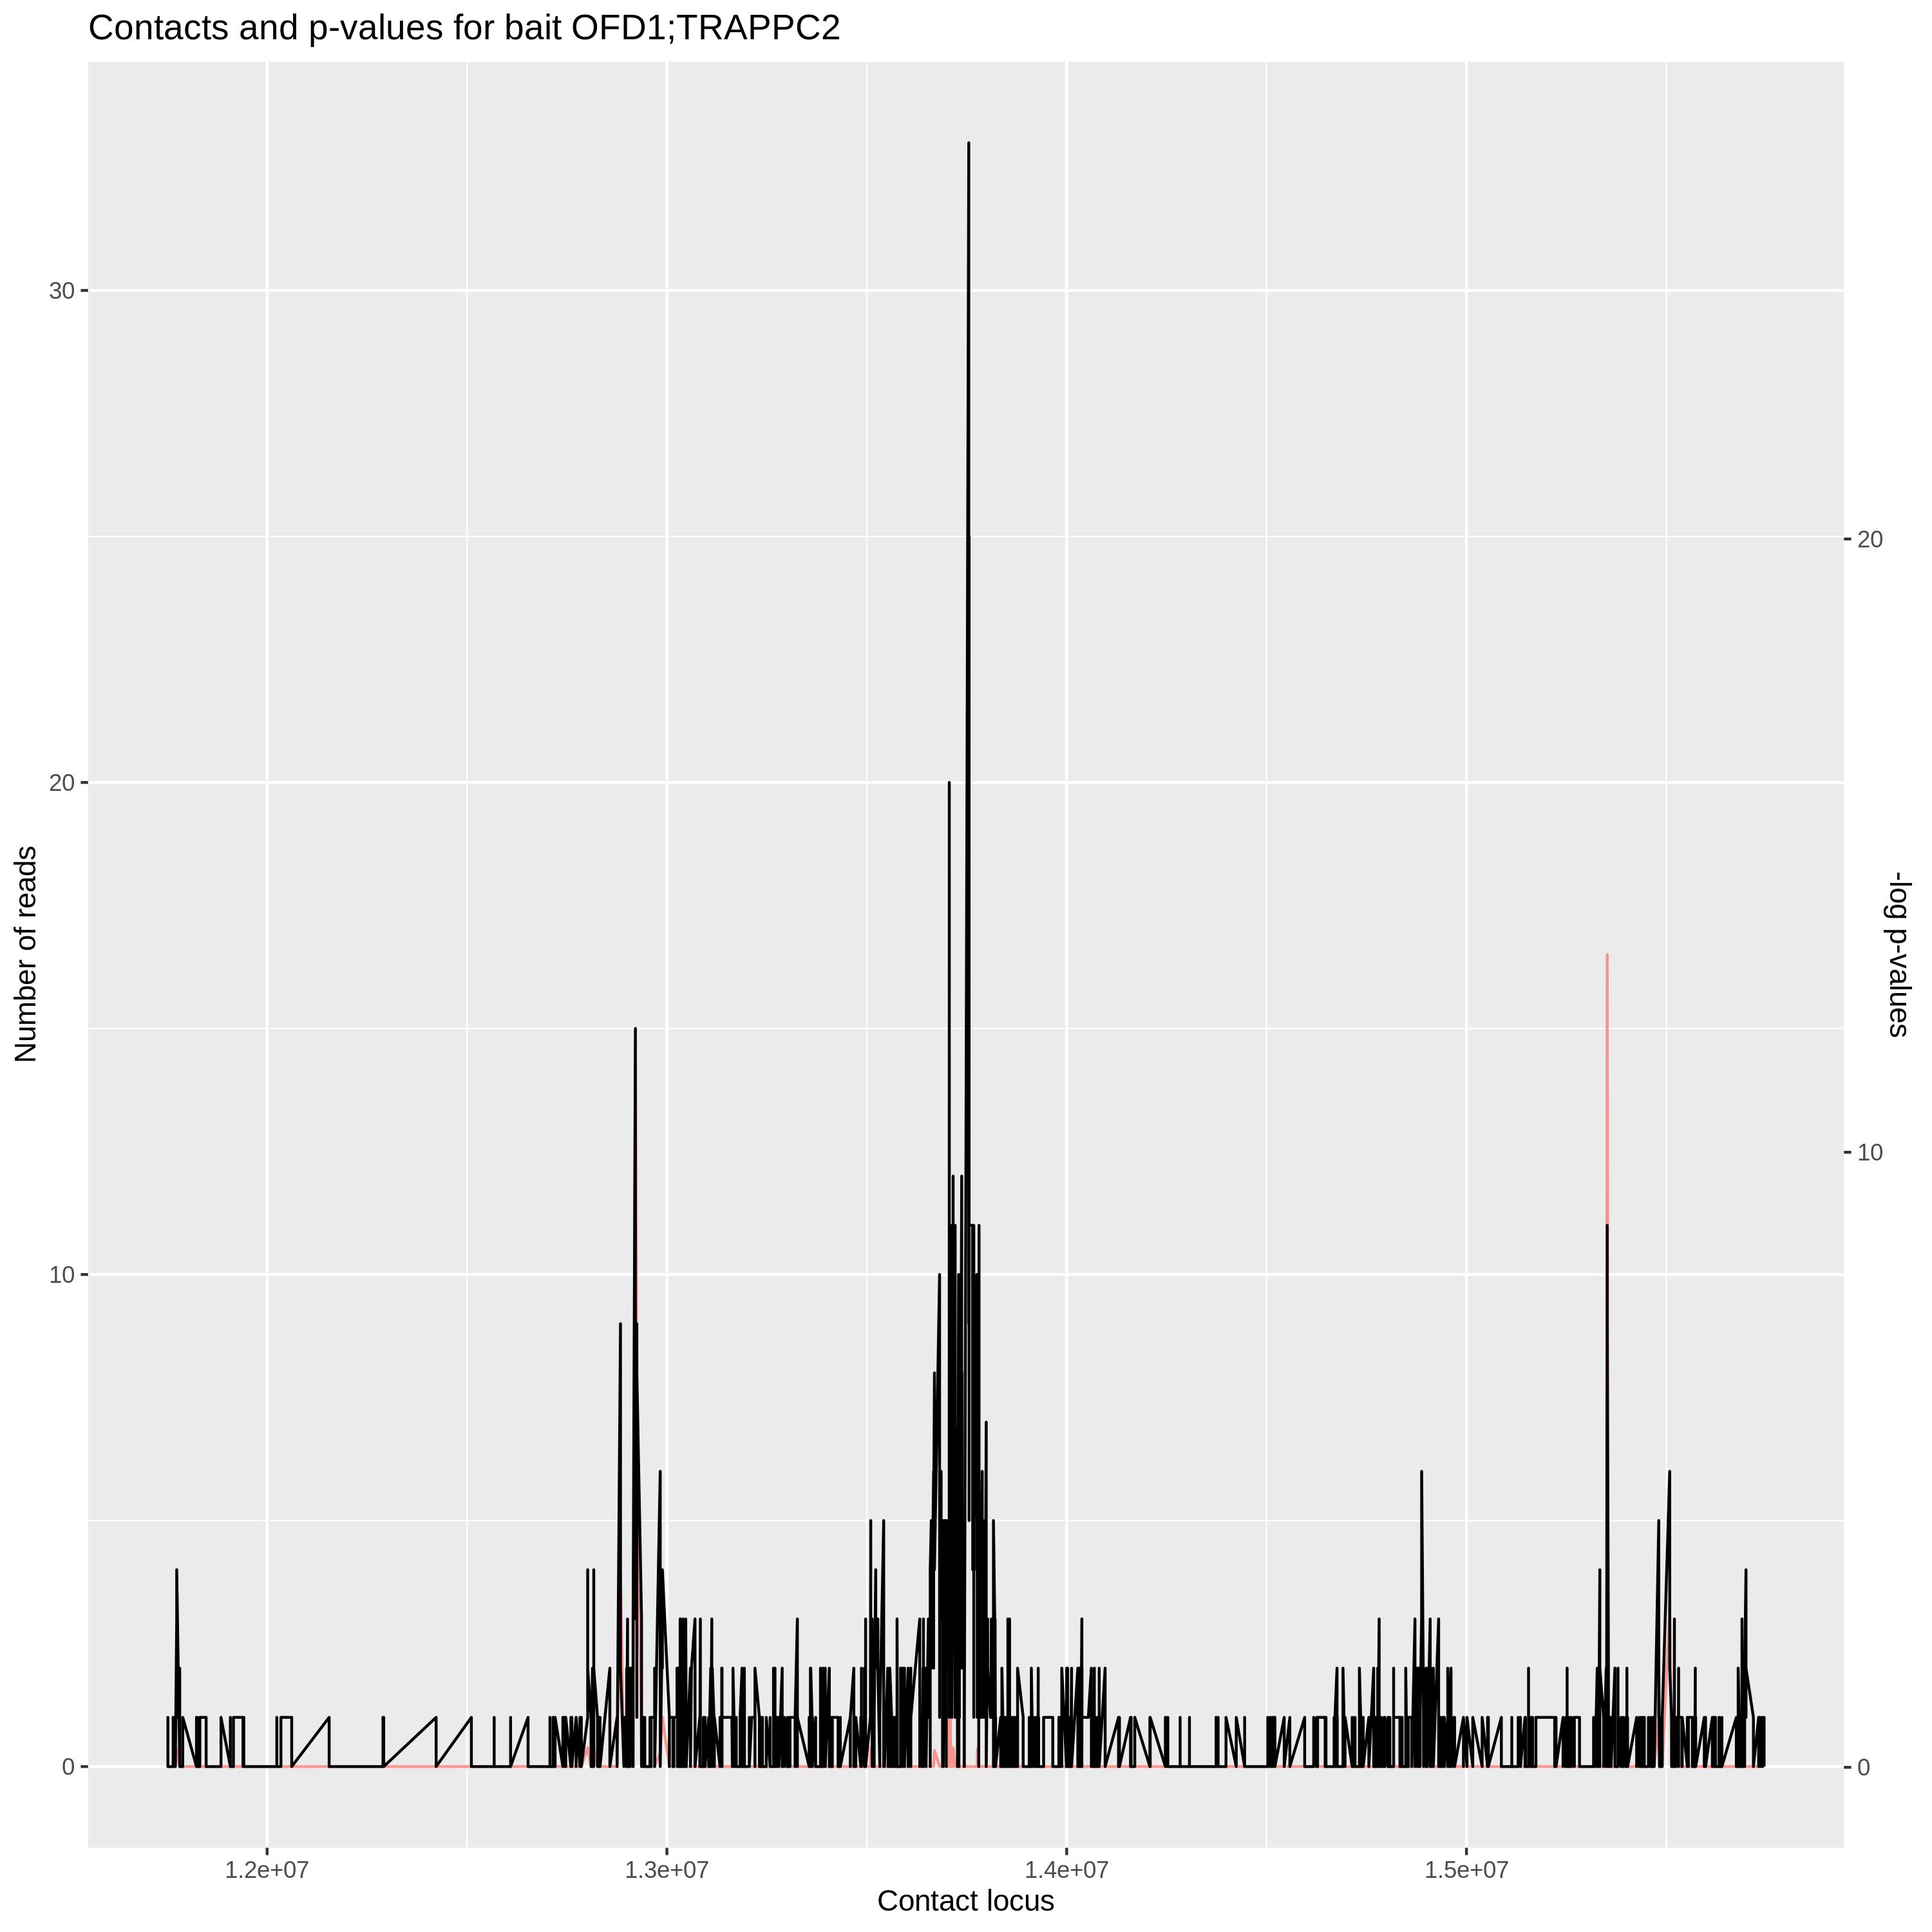 Contacts and p-values for bait OFD1;TRAPPC2
Number of reads
30
20
10
0
20
10
0
-log p-values
1.2e+07 1.3e+07 1.4e+07 1.5e+07
Contact locus